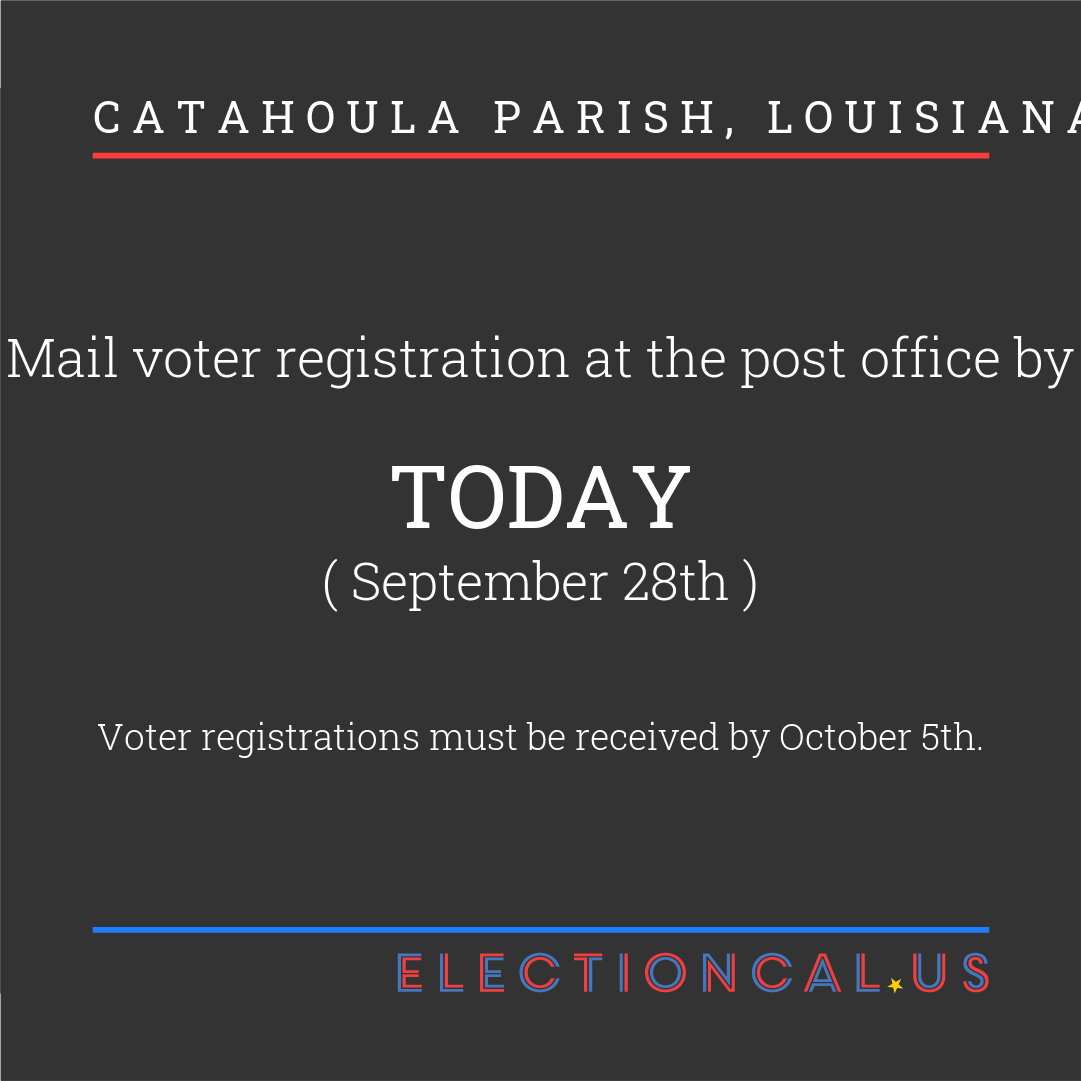 CATAHOULA PARISH, LOUISIANA
Mail voter registration at the post office by
TODAY
( September 28th )
Voter registrations must be received by October 5th.
ELECTIONCAL.US